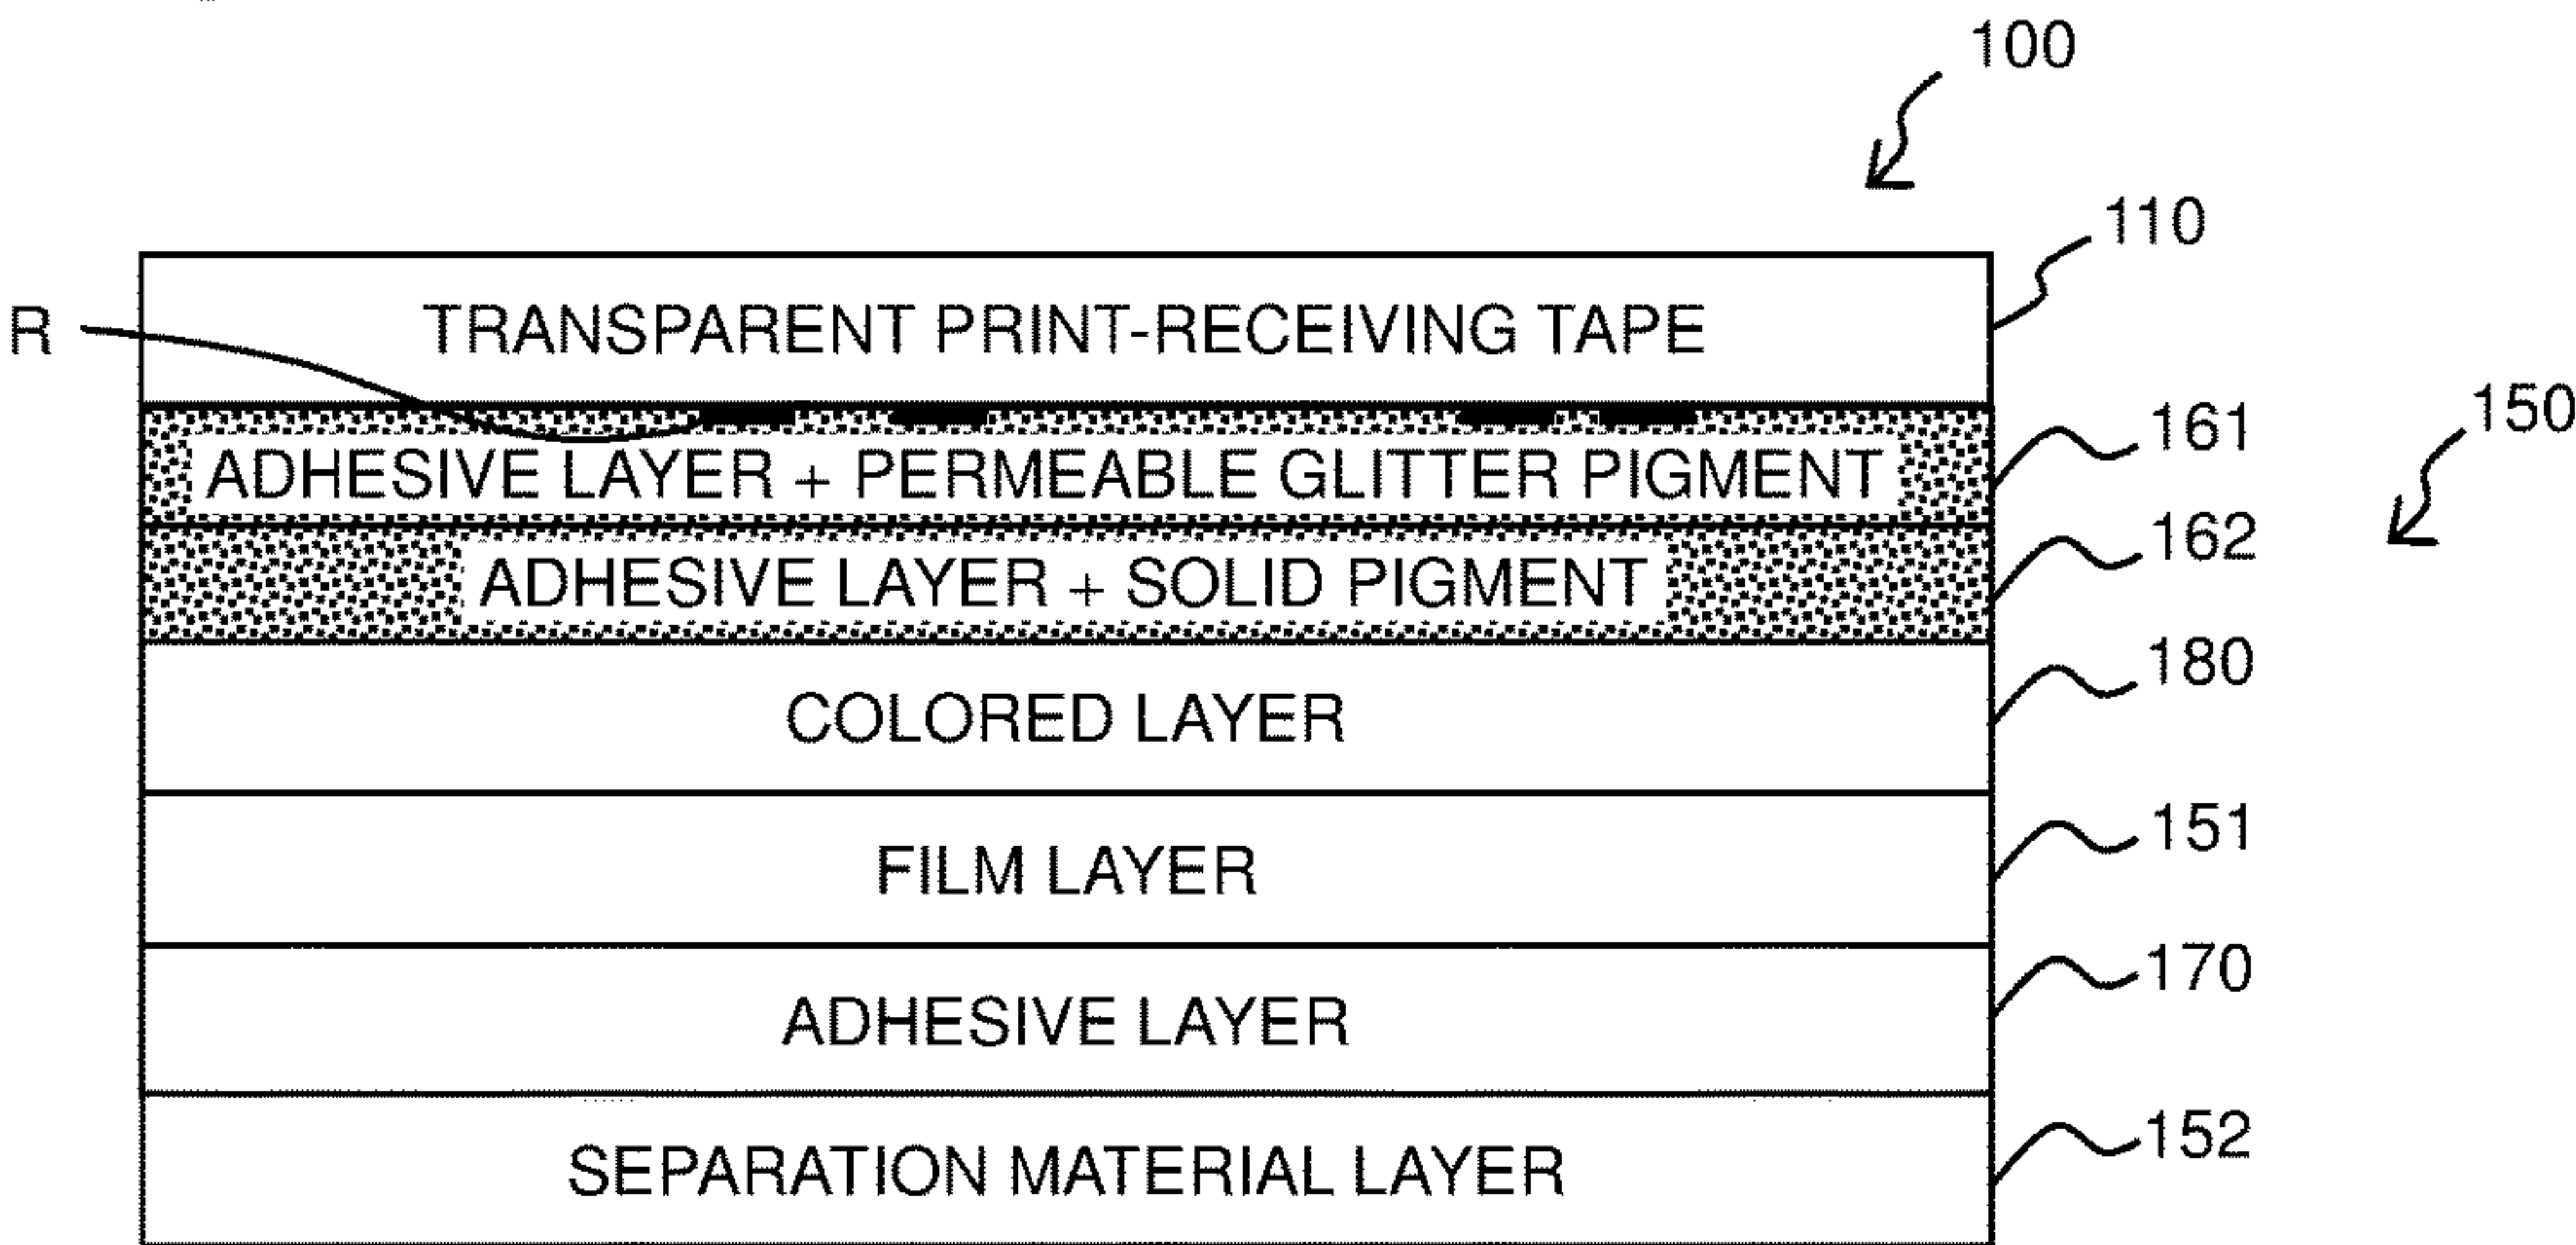 100
110
TRANSPARENT PRINT-RECEIVING TAPE
R
150
161
ADHESIVE LAYER + PERMEABLE GLITTER PIGMENT
162
ADHESIVE LAYER + SOLID PIGMENT
180
COLORED LAYER
151
FILM LAYER
170
ADHESIVE LAYER
152
SEPARATION MATERIAL LAYER